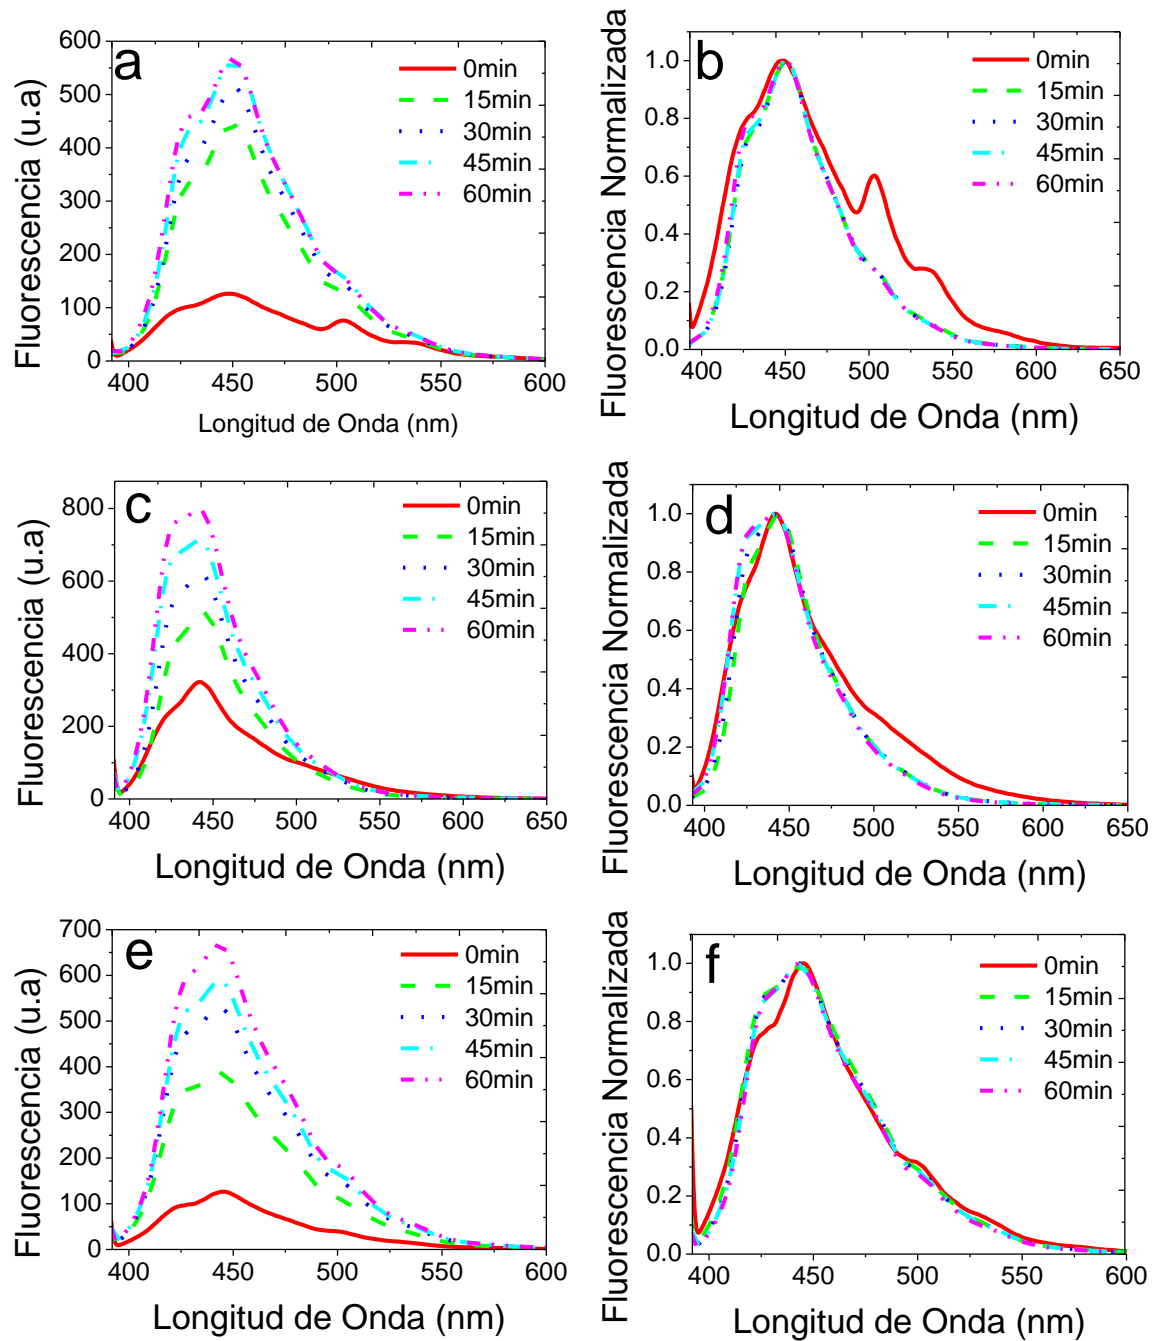 a
600
500
400
300
200
100
0
400 450 500 550 600
Fluorescencia (u.a)
Longitud de Onda (nm)
0min
15min
30min
45min
60min
b
1.0
0.8
0.6
0.4
0.2
0.0
400 450 500 550 600 650
Fluorescencia Normalizada
Longitud de Onda (nm)
0min
15min
30min
45min
60min
c
800
600
400
200
0
400 450 500 550 600 650
Fluorescencia (u.a)
Longitud de Onda (nm)
0min
15min
30min
45min
60min
d
1.0
0.8
0.6
0.4
0.2
0.0
400 450 500 550 600 650
Fluorescencia Normalizada
Longitud de Onda (nm)
0min
15min
30min
45min
60min
e
700
600
500
400
300
200
100
0
400 450 500 550 600
Fluorescencia (u.a)
Longitud de Onda (nm)
0min
15min
30min
45min
60min
f
1.0
0.8
0.6
0.4
0.2
0.0
400 450 500 550 600
Fluorescencia Normalizada
Longitud de Onda (nm)
0min
15min
30min
45min
60min